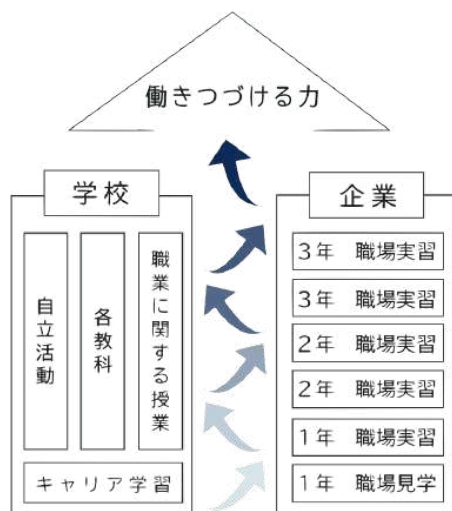 働きつづける力
学校
自立活動
各教科
職業に関する授業
キャリア学習
企業
3年 職場実習
3年 職場実習
2年 職場実習
2年 職場実習
1年 職場実習
1年 職場見学